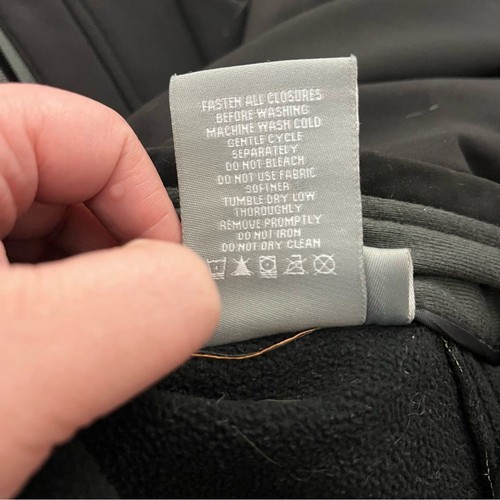 FASTEN ALL CLOSURES
BEFORE WASHING
MACHINE WASH COLD
GENTLE CYCLE
SEPARATELY
DO NOT BLEACH
DO NOT USE FABRIC
SOFTNER
TUMBLE DRY LOW
THOROUGHLY
REMOVE PROMPTLY
DO NOT IRON
DO NOT DRY CLEAN